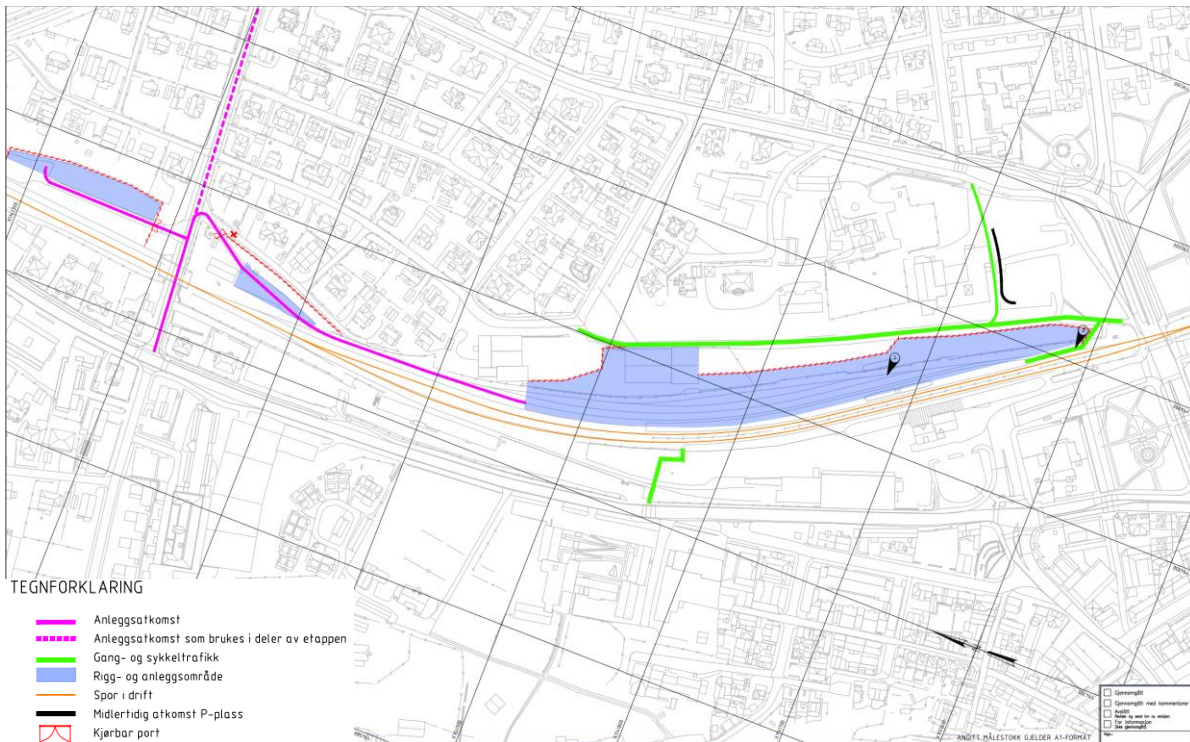 TEGNFORKLARING
Anleggsatkomst
Anleggsatkomst som brukes i deler av etappen
Gang- og sykkeltrafikk
Rigg- og anleggsområde
Spor i drift
Midlertidig atkomst P-plass
Kjørbar port
ANGITT MÅLESTOKK GJELDER A1-FORMAT
Gjennomgått
Gjennomgått med kommentarer
Avslått
For informasjon